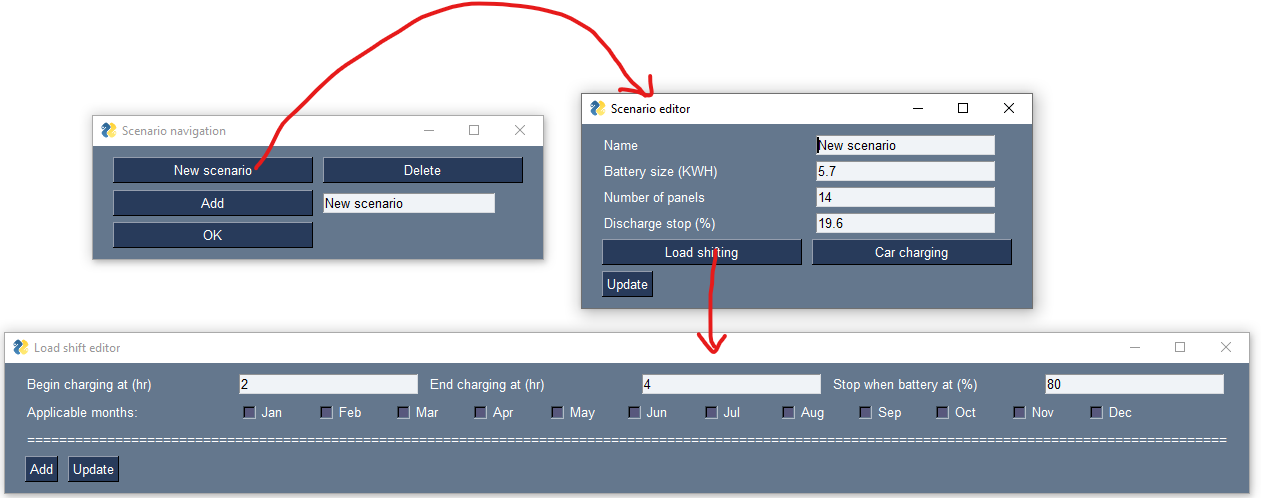 Scenario navigation
New scenario Delete
Add New scenario
OK
Scenario editor
Name New scenario
Battery size (KWH) 5.7
Number of panels 14
Discharge stop (%) 19.6
Load shifting Car charging
Update
Load shift editor
Begin charging at (hr) 2 End charging at (hr) 4 Stop when battery at (%) 80
Applicable months: Jan Feb Mar Apr May Jun Jul Aug Sep Oct Nov Dec
Add Update